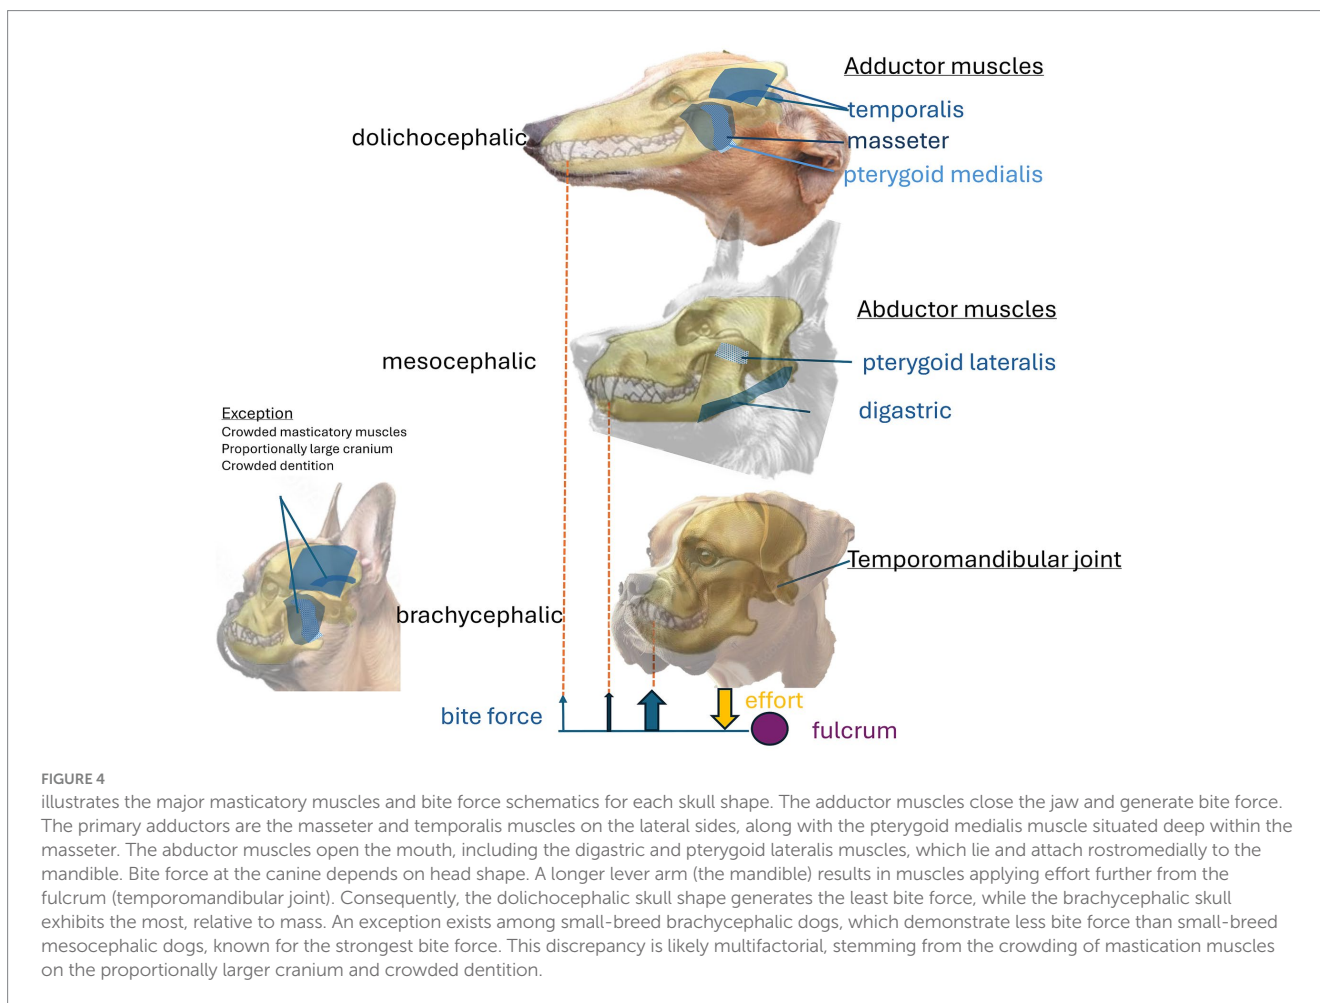 Adductor muscles
temporalis
dolichocephalic
masseter
pterygoid medialis
Abductor muscles
mesocephalic
pterygoid lateralis
digastric
Exception
Crowded masticatory muscles
Proportionally large cranium
Crowded dentition
Temporomandibular joint
brachycephalic
effort
bite force
fulcrum
FIGURE 4
illustrates the major masticatory muscles and bite force schematics for each skull shape. The adductor muscles close the jaw and generate bite force.
The primary adductors are the masseter and temporalis muscles on the lateral sides, along with the pterygoid medialis muscle situated deep within the
masseter. The abductor muscles open the mouth, including the digastric and pterygoid lateralis muscles, which lie and attach rostromedially to the
mandible. Bite force at the canine depends on head shape. A longer lever arm (the mandible) results in muscles applying effort further from the
fulcrum (temporomandibular joint). Consequently, the dolichocephalic skull shape generates the least bite force, while the brachycephalic skull
exhibits the most, relative to mass. An exception exists among small-breed brachycephalic dogs, which demonstrate less bite force than small-breed
mesocephalic dogs, known for the strongest bite force. This discrepancy is likely multifactorial, stemming from the crowding of mastication muscles
on the proportionally larger cranium and crowded dentition.